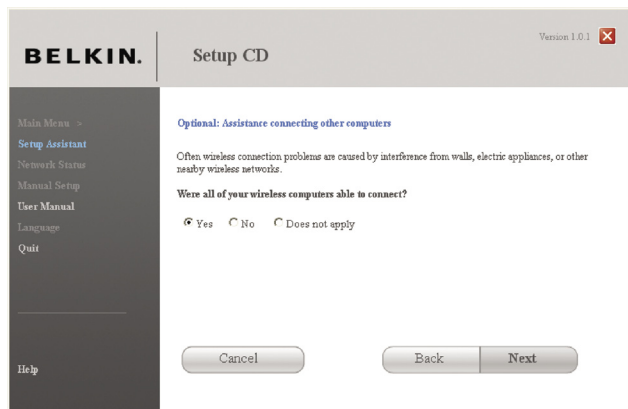 BELKIN.
Setup CD
Version 1.0.1
Main Menu >
Setup Assistant
Network Status
Manual Setup
User Manual
Language
Quit
Help
Optional: Assistance connecting other computers
Often wireless connection problems are caused by interference from walls, electric appliances, or other
nearby wireless networks.
Were all of your wireless computers able to connect?
Yes No Does not apply
Cancel Back Next